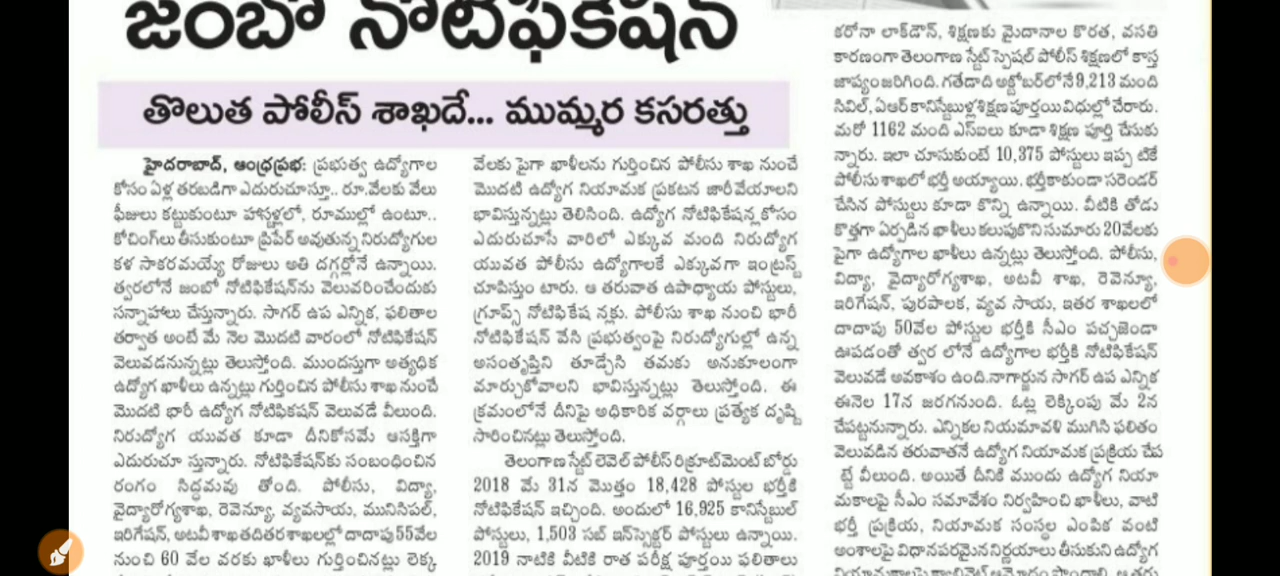 జంబో నోటిఫికేషన్
తొలుత పోలీస్ శాఖదే... ముమ్మర కసరత్తు
హైదరాబాద్, ఆంధ్రప్రభ: ప్రభుత్వ ఉద్యోగాల
కోసం ఏళ్ల తరబడిగా ఎదురుచూస్తూ.. రూ.వేలకు వేలు
ఫీజులు కట్టుకుంటూ హాస్టళ్లలో, రూముల్లో ఉంటూ..
కోచింగ్‌లు తీసుకుంటూ ప్రిపేర్ అవుతున్న నిరుద్యోగుల
కళ సాకరమయ్యే రోజులు అతి దగ్గర్లోనే ఉన్నాయి.
త్వరలోనే జంబో నోటిఫికేషన్‌ను వెలువరించేందుకు
సన్నాహాలు చేస్తున్నారు. సాగర్ ఉప ఎన్నిక, ఫలితాల
తర్వాత అంటే మే నెల మొదటి వారంలో నోటిఫికేషన్
వెలువడనున్నట్లు తెలుస్తోంది. ముందస్తుగా అత్యధిక
ఉద్యోగ ఖాళీలు ఉన్నట్లు గుర్తించిన పోలీసు శాఖ నుంచే
మొదటి భారీ ఉద్యోగ నోటిఫికషన్ వెలువడే వీలుంది.
నిరుద్యోగ యువత కూడా దీనికోసమే ఆసక్తిగా
ఎదురుచూ స్తున్నారు. నోటిఫికేషన్‌కు సంబంధించిన
రంగం సిద్ధమవు తోంది. పోలీసు, విద్యా,
వైద్యారోగ్యశాఖ, రెవెన్యూ, వ్యవసాయ, మునిసిపల్,
ఇరిగేషన్, అటవీ శాఖ తదితర శాఖల్లో దాదాపు 55వేల
నుంచి 60 వేల వరకు ఖాళీలు గుర్తించినట్లు లెక్క
వేలకు పైగా ఖాళీలను గుర్తించిన పోలీసు శాఖ నుంచే
మొదటి ఉద్యోగ నియామక ప్రకటన జారీచేయాలని
భావిస్తున్నట్లు తెలిసింది. ఉద్యోగ నోటిఫికేషన్ల కోసం
ఎదురుచూసే వారిలో ఎక్కువ మంది నిరుద్యోగ
యువత పోలీసు ఉద్యోగాలకే ఎక్కువగా ఇంట్రస్ట్
చూపిస్తుం టారు. ఆ తరువాత ఉపాధ్యాయ పోస్టులు,
గ్రూప్స్ నోటిఫికేష నక్లు. పోలీసు శాఖ నుంచి భారీ
నోటిఫికేషన్ వేసి ప్రభుత్వంపై నిరుద్యోగుల్లో ఉన్న
అసంతృప్తిని తూడ్చేసి తమకు అనుకూలంగా
మార్చుకోవాలని భావిస్తున్నట్లు తెలుస్తోంది. ఈ
క్రమంలోనే దీనిపై అధికారిక వర్గాలు ప్రత్యేక దృష్టి
సారించినట్లు తెలుస్తోంది.
తెలంగాణ స్టేట్ లెవెల్ పోలీస్ రిక్రూట్‌మెంట్ బోర్డు
2018 మే 31న మొత్తం 18,428 పోస్టుల భర్తీకి
నోటిఫికేషన్ ఇచ్చింది. అందులో 16,925 కానిస్టేబుల్
పోస్టులు, 1,503 సబ్ ఇన్‌స్పెక్టర్ పోస్టులు ఉన్నాయి.
2019 నాటికి వీటికి రాత పరీక్ష పూర్తయి ఫలితాలు
కరోనా లాక్‌డౌన్, శిక్షణకు మైదానాల కొరత, వసతి
కారణంగా తెలంగాణ స్టేట్ స్పెషల్ పోలీస్ శిక్షణలో కాస్త
జాప్యం జరిగింది. గతేడాది అక్టోబర్‌లోనే 9,213 మంది
సివిల్, ఏఆర్ కానిస్టేబుళ్ల శిక్షణ పూర్తయి విధుల్లో చేరారు.
మరో 1162 మంది ఎస్ఐలు కూడా శిక్షణ పూర్తి చేసుకు
న్నారు. ఇలా చూసుకుంటే 10,375 పోస్టులు ఇప్ప టికే
పోలీసు శాఖలో భర్తీ అయ్యాయి. భర్తీకాకుండా సరెండర్
చేసిన పోస్టులు కూడా కొన్ని ఉన్నాయి. వీటికి తోడు
కొత్తగా ఏర్పడిన ఖాళీలు కలుపుకొని సుమారు 20వేలకు
పైగా ఉద్యోగాల ఖాళీలు ఉన్నట్లు తెలుస్తోంది. పోలీసు,
విద్యా, వైద్యారోగ్యశాఖ, అటవీ శాఖ, రెవెన్యూ,
ఇరిగేషన్, పురపాలక, వ్యవ సాయ, ఇతర శాఖలలో
దాదాపు 50వేల పోస్టుల భర్తీకి సీఎం పచ్చజెండా
ఊపడంతో త్వర లోనే ఉద్యోగాల భర్తీకి నోటిఫికేషన్
వెలువడే అవకాశం ఉంది.నాగార్జున సాగర్ ఉప ఎన్నిక
ఈనెల 17న జరగనుంది. ఓట్ల లెక్కింపు మే 2న
చేపట్టనున్నారు. ఎన్నికల నియమావళి ముగిసి ఫలితం
వెలువడిన తరువాతనే ఉద్యోగ నియామక ప్రక్రియ చేప
ట్టే వీలుంది. అయితే దీనికి ముందు ఉద్యోగ నియా
మకాలపై సీఎం సమావేశం నిర్వహించి ఖాళీలు, వాటి
భర్తీ ప్రక్రియ, నియామక సంస్థల ఎంపిక వంటి
అంశాలపై విధానపరమైన నిర్ణయాలు తీసుకుని ఉద్యోగ